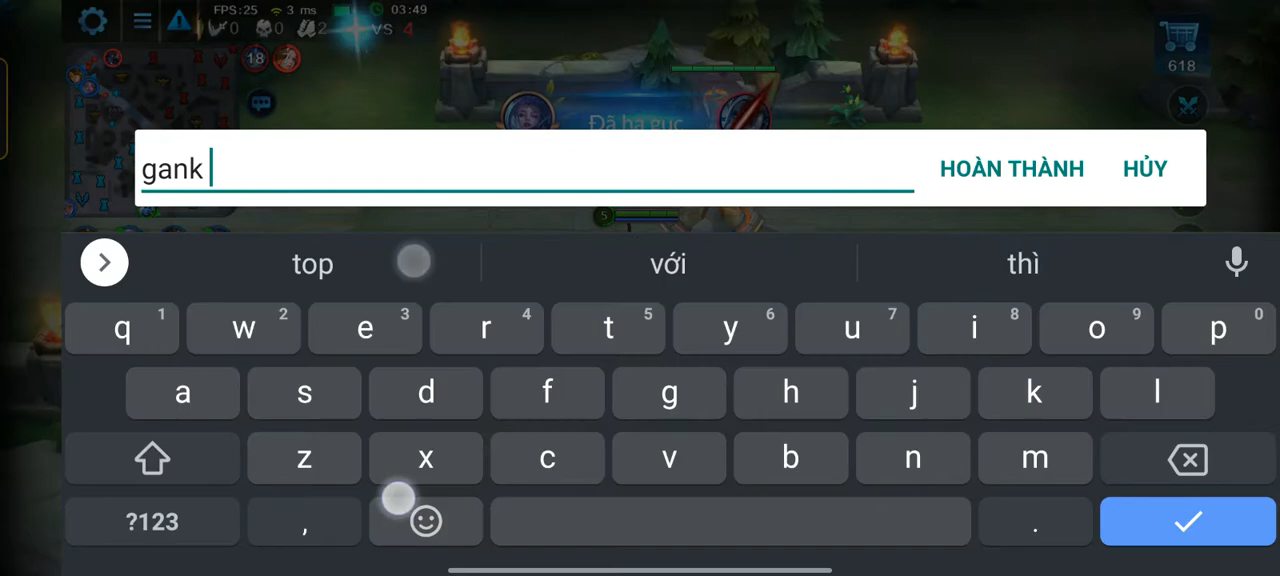 FPS:25 3 ms 03:49
0 0 2 VS 4
18
618
Đã hạ gục
gank HOÀN THÀNH HỦY
5
top với thì
q 1 w 2 e 3 r 4 t 5 y 6 u 7 i 8 o 9 p 0
a s d f g h j k l
z x c v b n m
?123 , .